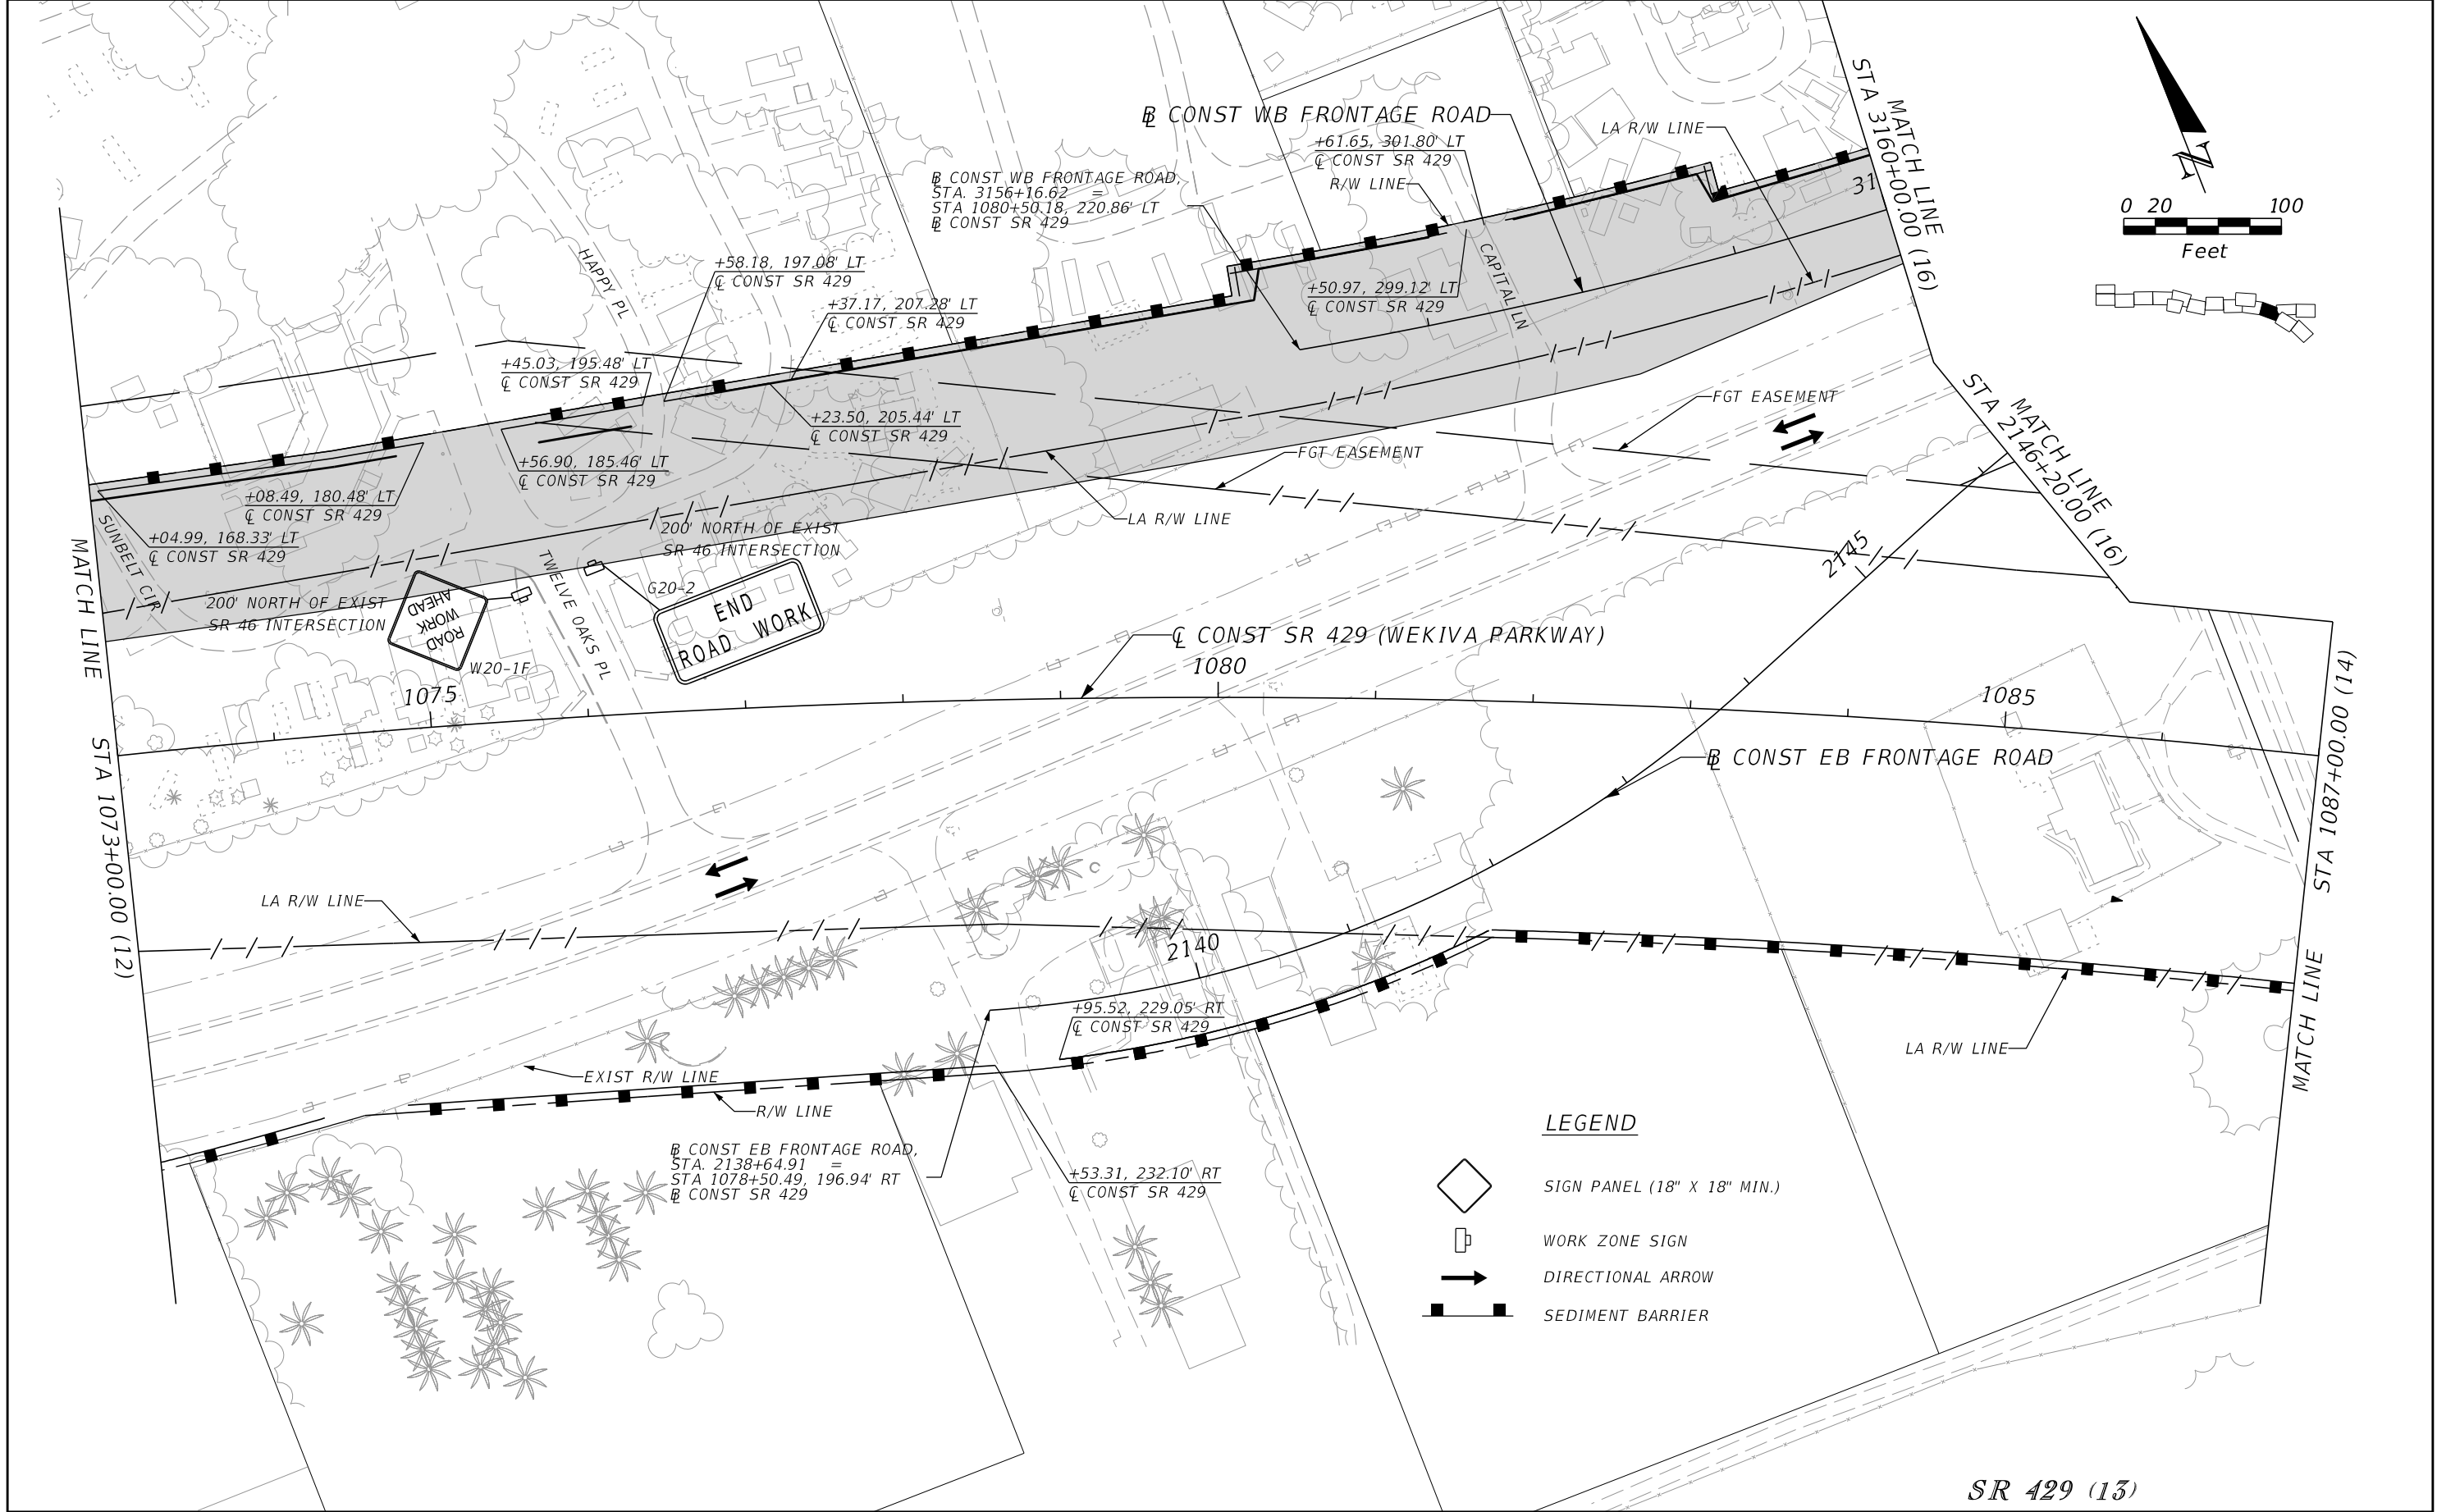 ℄ CONST WB FRONTAGE ROAD
+61.65, 301.80' LT
℄ CONST SR 429
R/W LINE
LA R/W LINE
STA 3160+00.00 (16)
MATCH LINE
31
0 20 100
Feet
B CONST WB FRONTAGE ROAD,
STA. 3156+16.62 =
STA 1080+50.18, 220.86' LT
B CONST SR 429
HAPPY PL
+58.18, 197.08' LT
℄ CONST SR 429
+37.17, 207.28' LT
℄ CONST SR 429
+50.97, 299.12' LT
℄ CONST SR 429
CAPITAL LN
+45.03, 195.48' LT
℄ CONST SR 429
+23.50, 205.44' LT
℄ CONST SR 429
FGT EASEMENT
MATCH LINE
STA 2146+20.00 (16)
+56.90, 185.46' LT
℄ CONST SR 429
FGT EASEMENT
+08.49, 180.48' LT
℄ CONST SR 429
+04.99, 168.33' LT
℄ CONST SR 429
SUNBELT CIR
LA R/W LINE
200' NORTH OF EXIST
SR 46 INTERSECTION
TWELVE OAKS PL
2145
G20-2
END
ROAD WORK
200' NORTH OF EXIST
SR 46 INTERSECTION
ROAD
WORK
AHEAD
W20-1F
MATCH LINE STA 1073+00.00 (12)
℄ CONST SR 429 (WEKIVA PARKWAY)
1075
1080
1085
B CONST EB FRONTAGE ROAD
MATCH LINE STA 1087+00.00 (14)
LA R/W LINE
2140
+95.52, 229.05' RT
℄ CONST SR 429
LA R/W LINE
EXIST R/W LINE
R/W LINE
B CONST EB FRONTAGE ROAD,
STA. 2138+64.91 =
STA 1078+50.49, 196.94' RT
B CONST SR 429
+53.31, 232.10' RT
℄ CONST SR 429
LEGEND
SIGN PANEL (18" X 18" MIN.)
WORK ZONE SIGN
DIRECTIONAL ARROW
SEDIMENT BARRIER
SR 429 (13)